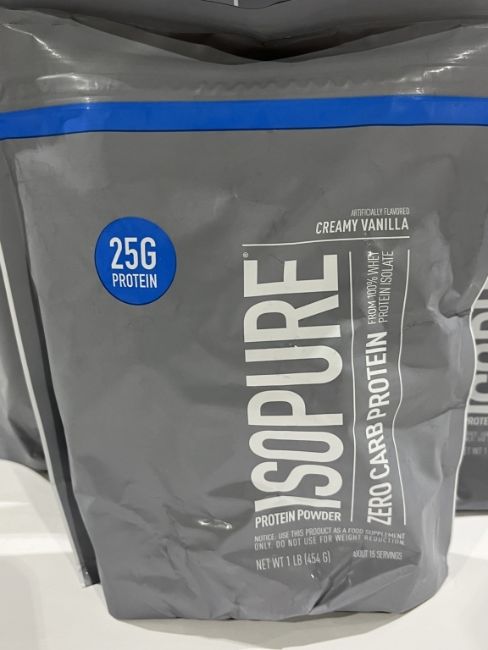 25G
PROTEIN
ARTIFICIALLY FLAVORED
CREAMY VANILLA
ISOPURE®
ZERO CARB PROTEIN
FROM 100% WHEY
PROTEIN ISOLATE
PROTEIN POWDER
NOTICE: USE THIS PRODUCT AS A FOOD SUPPLEMENT
ONLY. DO NOT USE FOR WEIGHT REDUCTION.
NET WT 1 LB (454 G)
ABOUT 15 SERVINGS